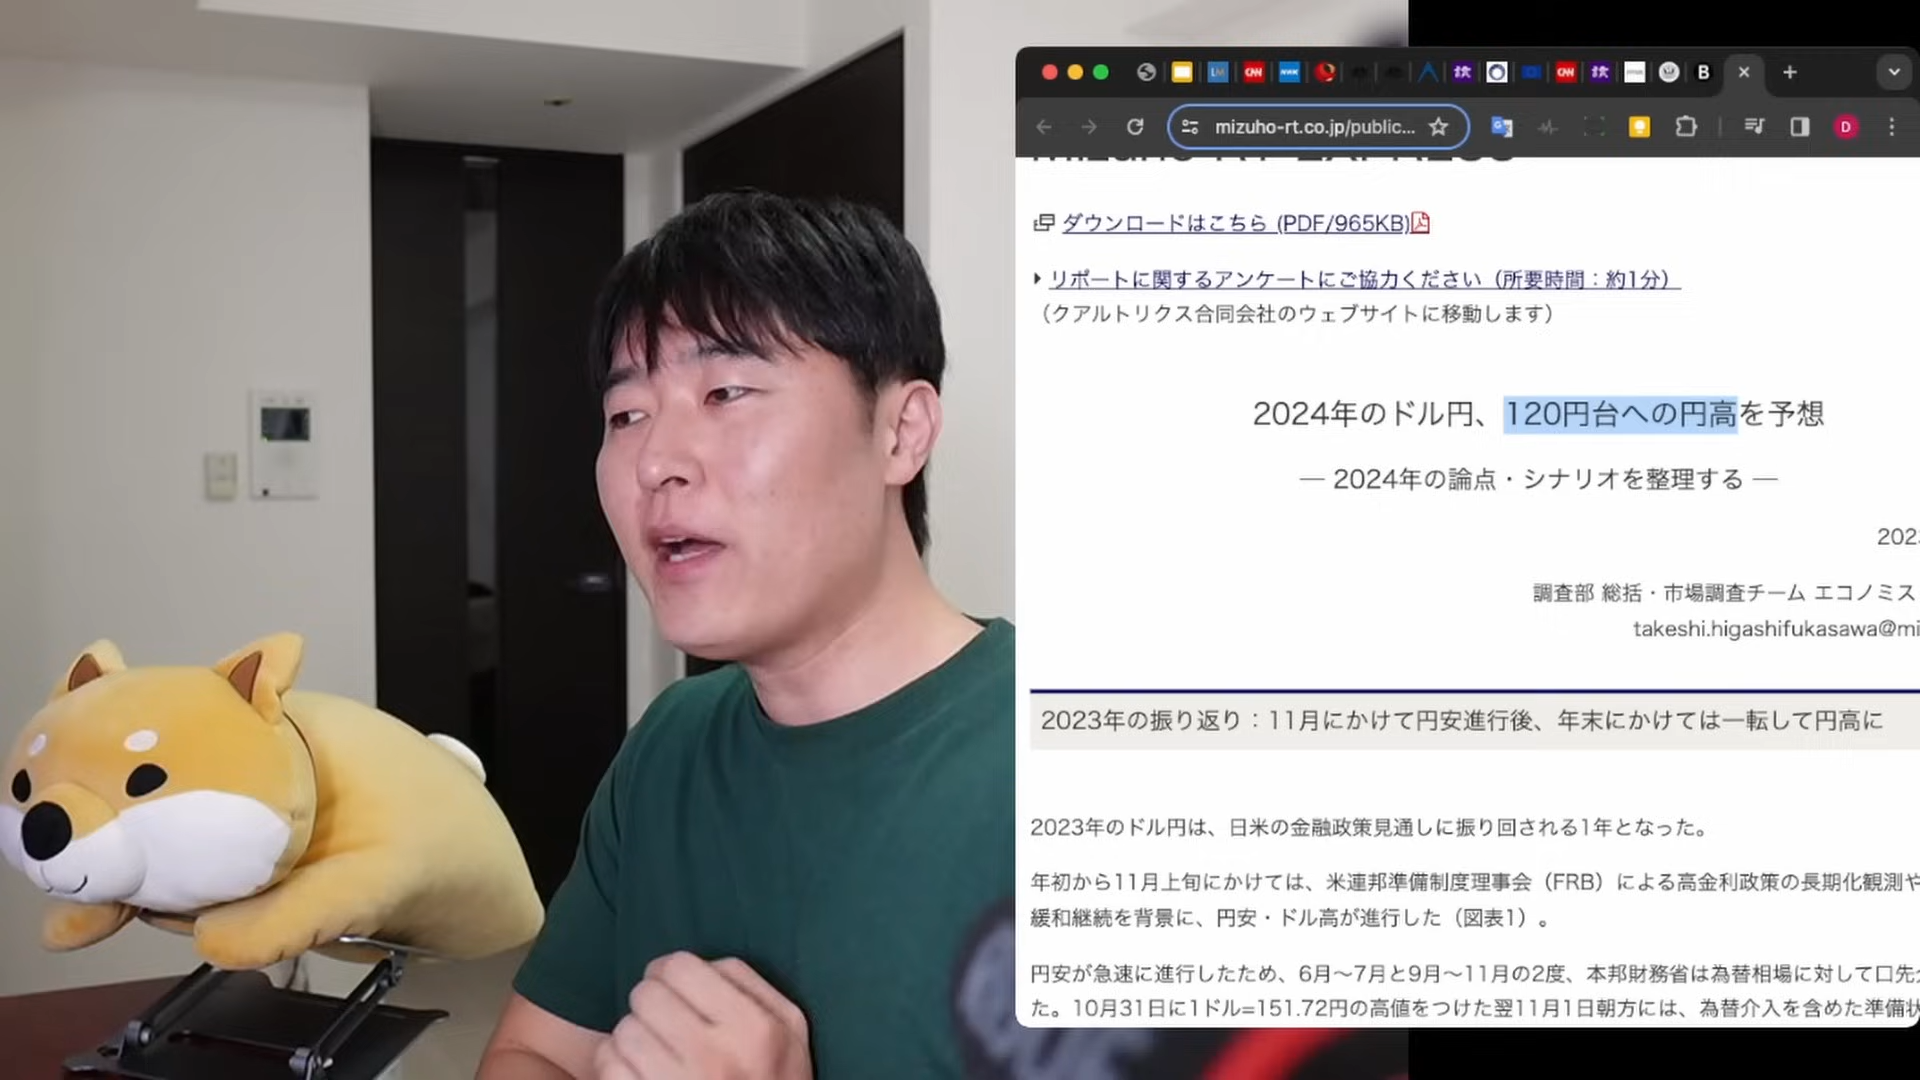 CNN
B
CNN
mizuho-rt.co.jp/public...
D
ダウンロードはこちら (PDF/965KB)
リポートに関するアンケートにご協力ください（所要時間：約1分）
（クアルトリクス合同会社のウェブサイトに移動します）
2024年のドル円、120円台への円高を予想
― 2024年の論点・シナリオを整理する ―
202
調査部 総括・市場調査チーム エコノミス
takeshi.higashifukasawa@mi
2023年の振り返り：11月にかけて円安進行後、年末にかけては一転して円高に
2023年のドル円は、日米の金融政策見通しに振り回される1年となった。
年初から11月上旬にかけては、米連邦準備制度理事会（FRB）による高金利政策の長期化観測や
緩和継続を背景に、円安・ドル高が進行した（図表1）。
円安が急速に進行したため、6月～7月と9月～11月の2度、本邦財務省は為替相場に対して口先
た。10月31日に1ドル=151.72円の高値をつけた翌11月1日朝方には、為替介入を含めた準備